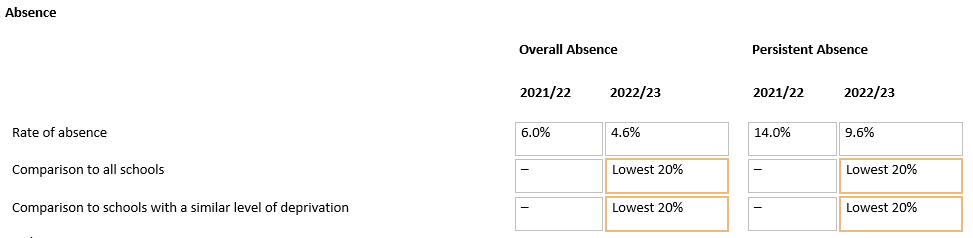 Absence
Overall Absence Persistent Absence
2021/22 2022/23 2021/22 2022/23
Rate of absence 6.0% 4.6% 14.0% 9.6%
Comparison to all schools – Lowest 20% – Lowest 20%
Comparison to schools with a similar level of deprivation – Lowest 20% – Lowest 20%